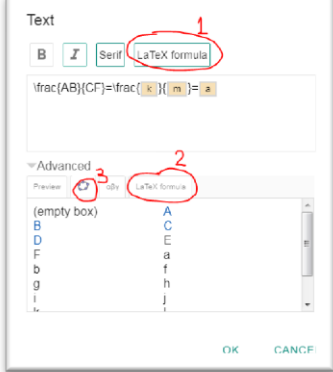 Text
1
B I Serif LaTeX formula
\frac{AB}{CF}=\frac{ k }{ m }= a
2
Advanced
3
Preview αβγ LaTeX formula
(empty box) A
B C
D E
F a
b f
g h
i j
k l
OK CANCE